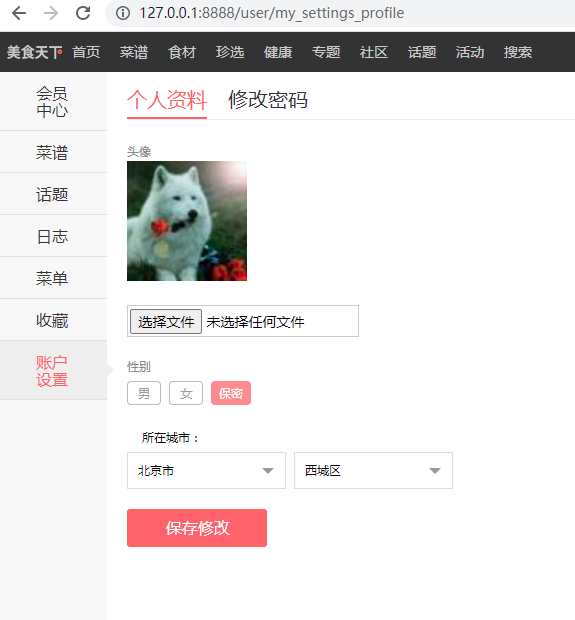 127.0.0.1:8888/user/my_settings_profile
美食天下 首页 菜谱 食材 珍选 健康 专题 社区 话题 活动 搜索
会员
中心
菜谱
话题
日志
菜单
收藏
账户
设置
个人资料 修改密码
头像
选择文件 未选择任何文件
性别
男 女 保密
所在城市：
北京市 西城区
保存修改